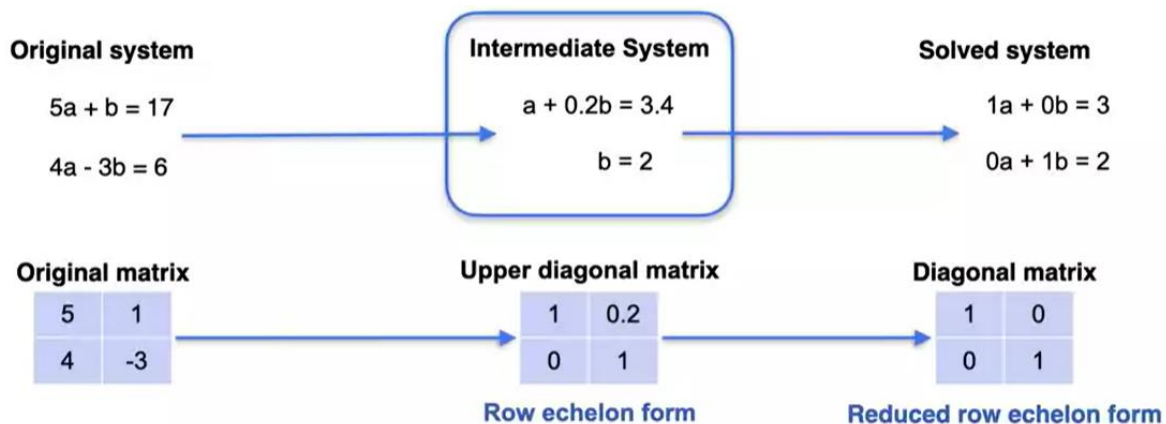 Original system
5a + b = 17
4a - 3b = 6
Intermediate System
a + 0.2b = 3.4
b = 2
Solved system
1a + 0b = 3
0a + 1b = 2
Original matrix
5 1
4 -3
Upper diagonal matrix
1 0.2
0 1
Row echelon form
Diagonal matrix
1 0
0 1
Reduced row echelon form